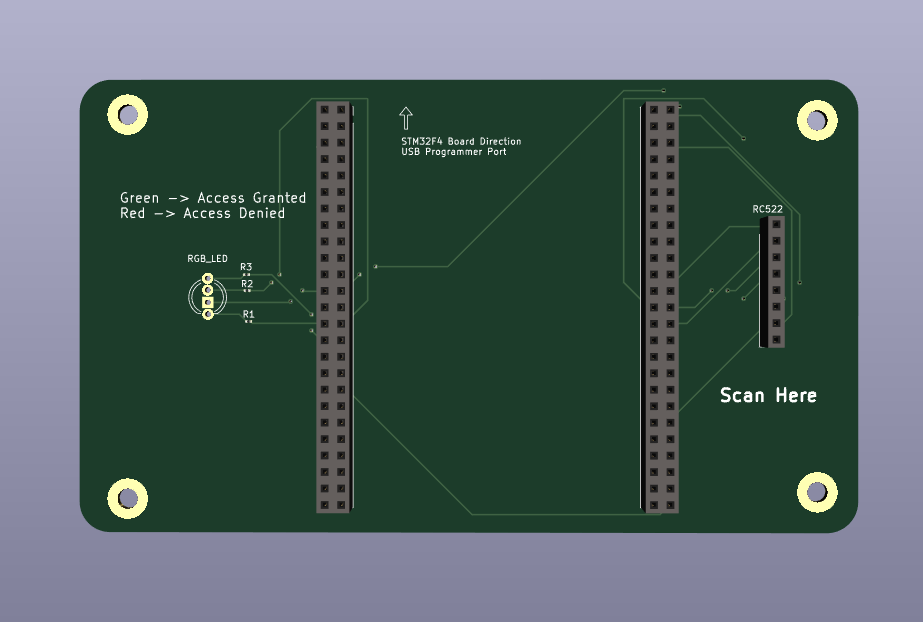 STM32F4 Board Direction
USB Programmer Port
Green -> Access Granted
Red -> Access Denied
RC522
RGB_LED
R3
R2
R1
Scan Here